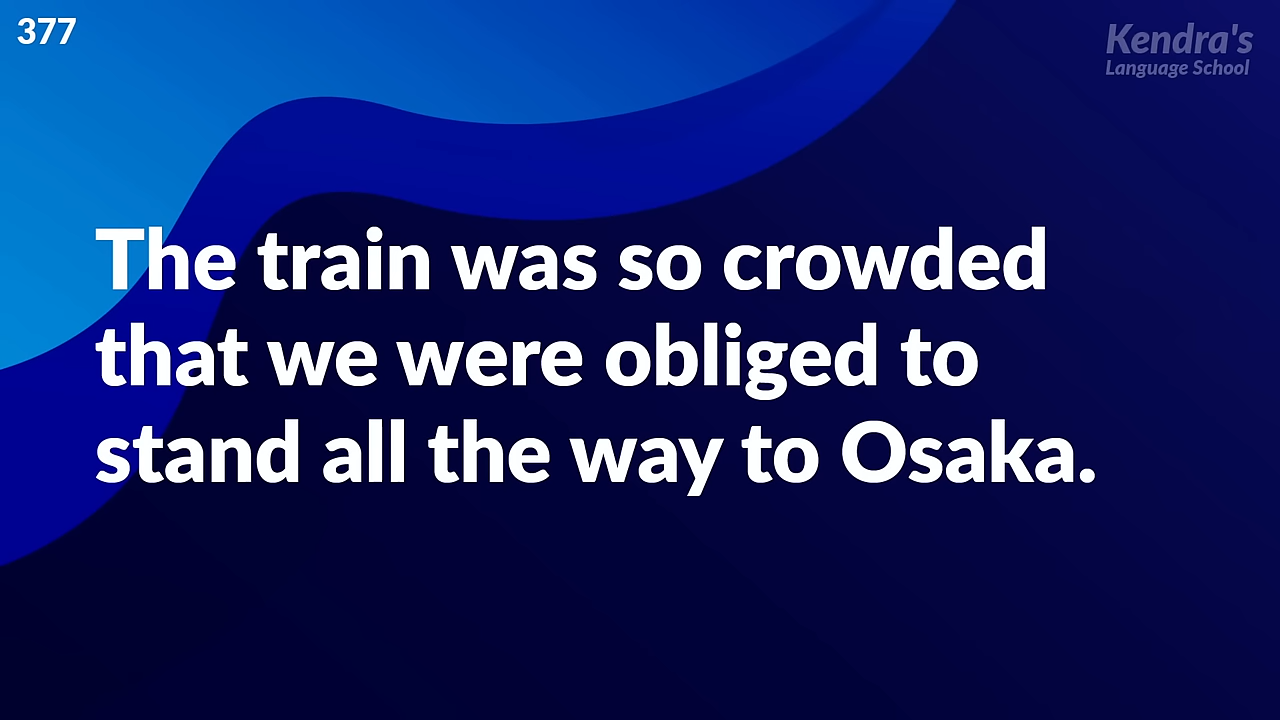 377
Kendra's
Language School
The train was so crowded
that we were obliged to
stand all the way to Osaka.